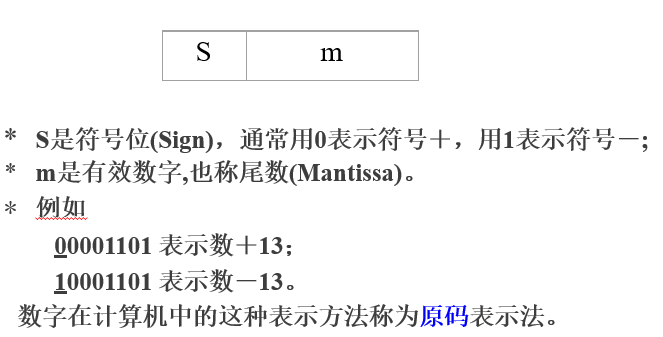 S m
* S是符号位(Sign)，通常用0表示符号＋，用1表示符号－;
* m是有效数字,也称尾数(Mantissa)。
* 例如
00001101 表示数＋13；
10001101 表示数－13。
数字在计算机中的这种表示方法称为原码表示法。